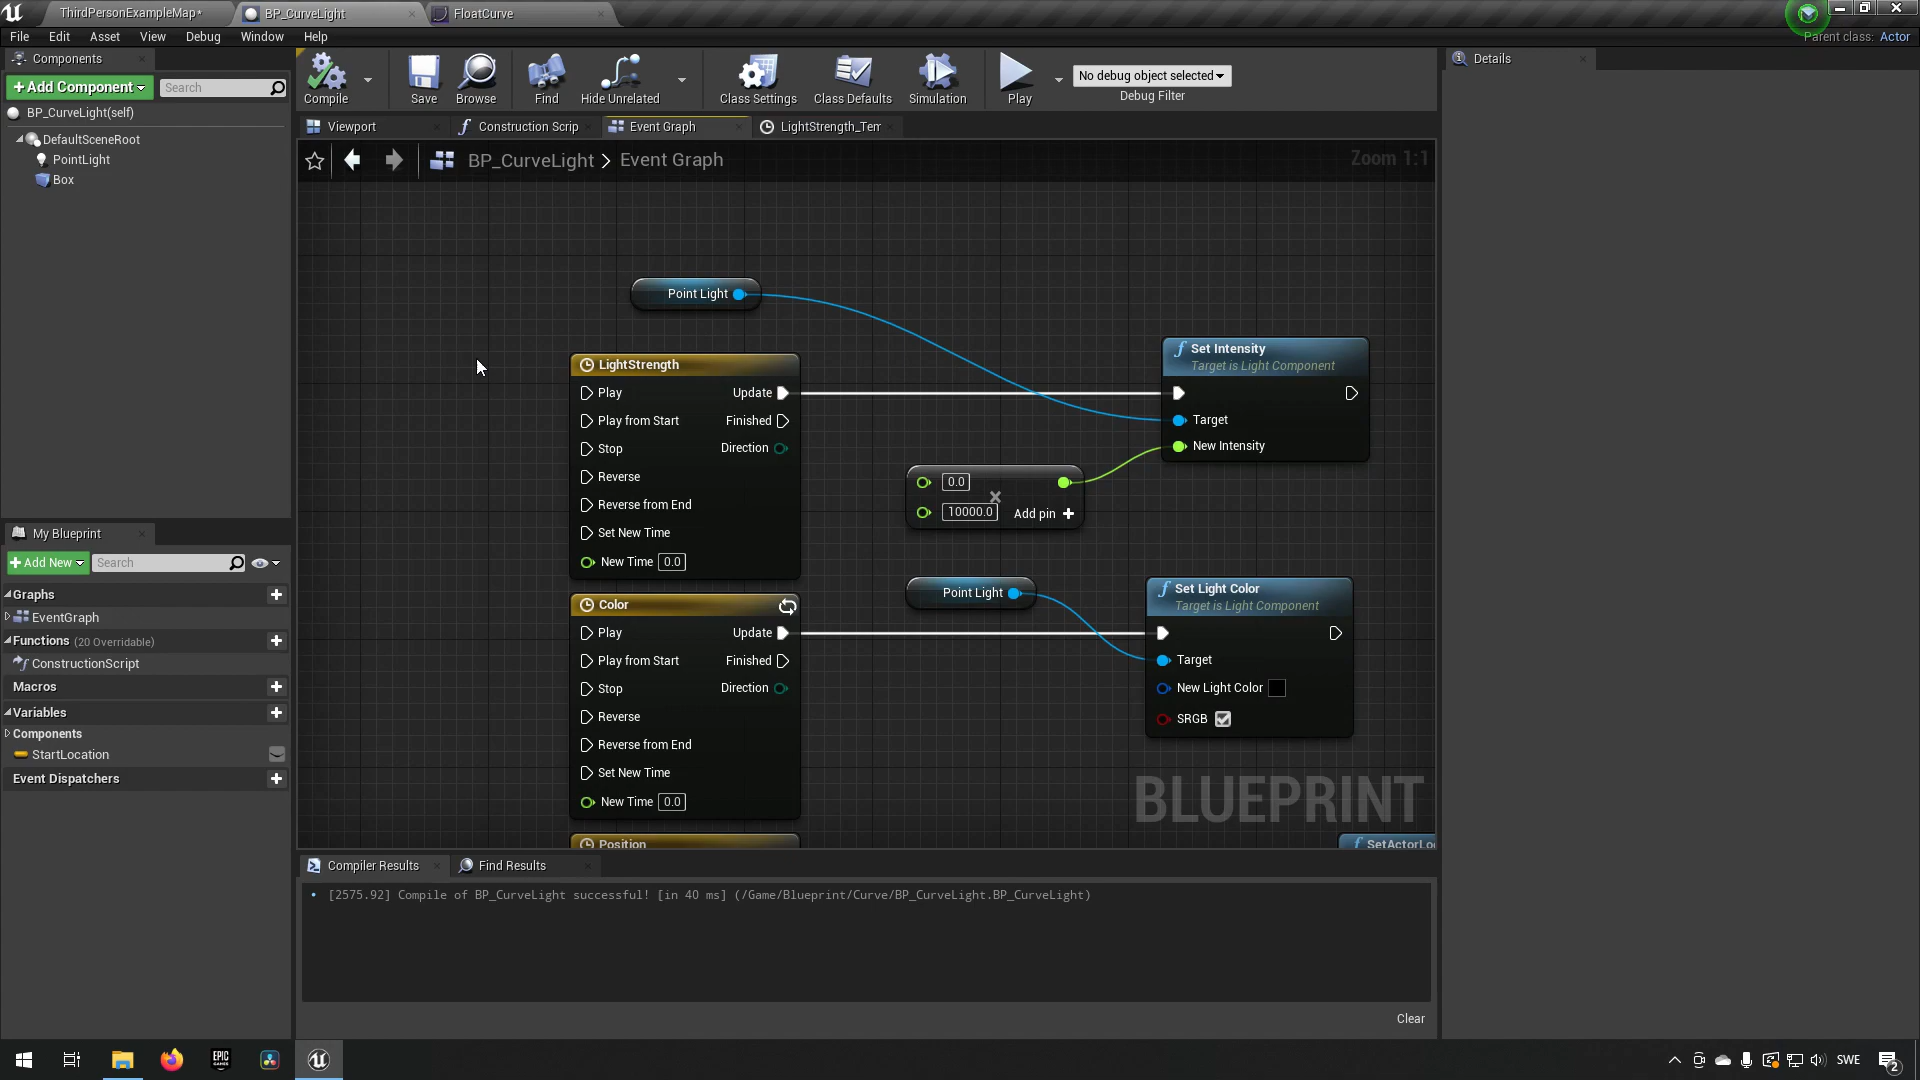 ThirdPersonExampleMap*
BP_CurveLight
FloatCurve
File Edit Asset View Debug Window Help
Parent class: Actor
Components
Add Component
Search
BP_CurveLight(self)
DefaultSceneRoot
PointLight
Box
Compile
Save
Browse
Find
Hide Unrelated
Class Settings
Class Defaults
Simulation
Play
No debug object selected
Debug Filter
Details
Viewport
Construction Scrip
Event Graph
LightStrength_Tem
BP_CurveLight > Event Graph
Zoom 1:1
Point Light
LightStrength
Play Update
Play from Start Finished
Stop Direction
Reverse
Reverse from End
Set New Time
New Time 0.0
Set Intensity
Target is Light Component
Target
New Intensity
0.0
10000.0 Add pin
Point Light
Color
Play Update
Play from Start Finished
Stop Direction
Reverse
Reverse from End
Set New Time
New Time 0.0
Set Light Color
Target is Light Component
Target
New Light Color
SRGB
Position
SetActorLo
BLUEPRINT
My Blueprint
Add New
Search
Graphs
EventGraph
Functions (20 Overridable)
ConstructionScript
Macros
Variables
Components
StartLocation
Event Dispatchers
Compiler Results
Find Results
[2575.92] Compile of BP_CurveLight successful! [in 40 ms] (/Game/Blueprint/Curve/BP_CurveLight.BP_CurveLight)
Clear
EPIC
GAMES
SWE
2